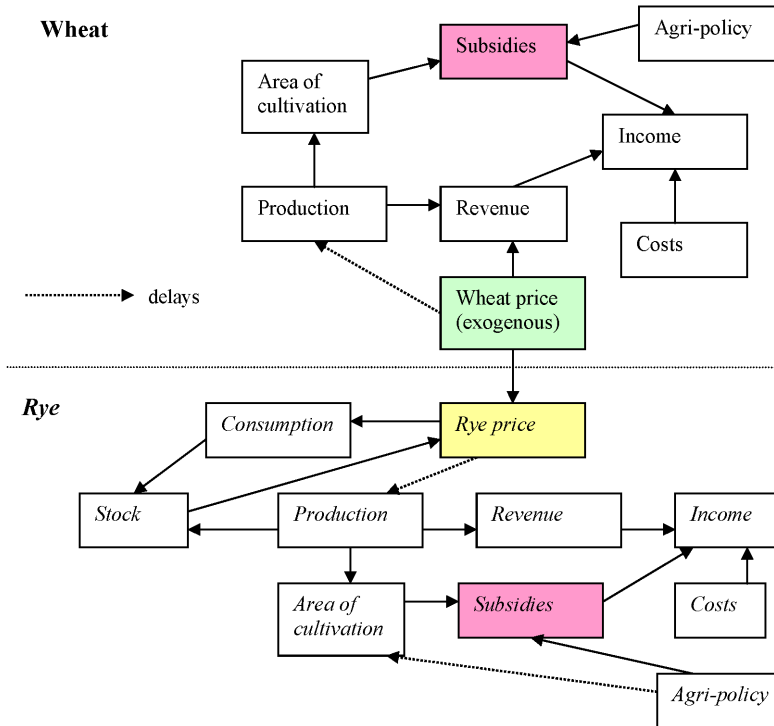 Wheat
Subsidies
Agri-policy
Area of
cultivation
Income
Production
Revenue
Costs
delays
Wheat price
(exogenous)
Rye
Consumption
Rye price
Stock
Production
Revenue
Income
Area of
cultivation
Subsidies
Costs
Agri-policy